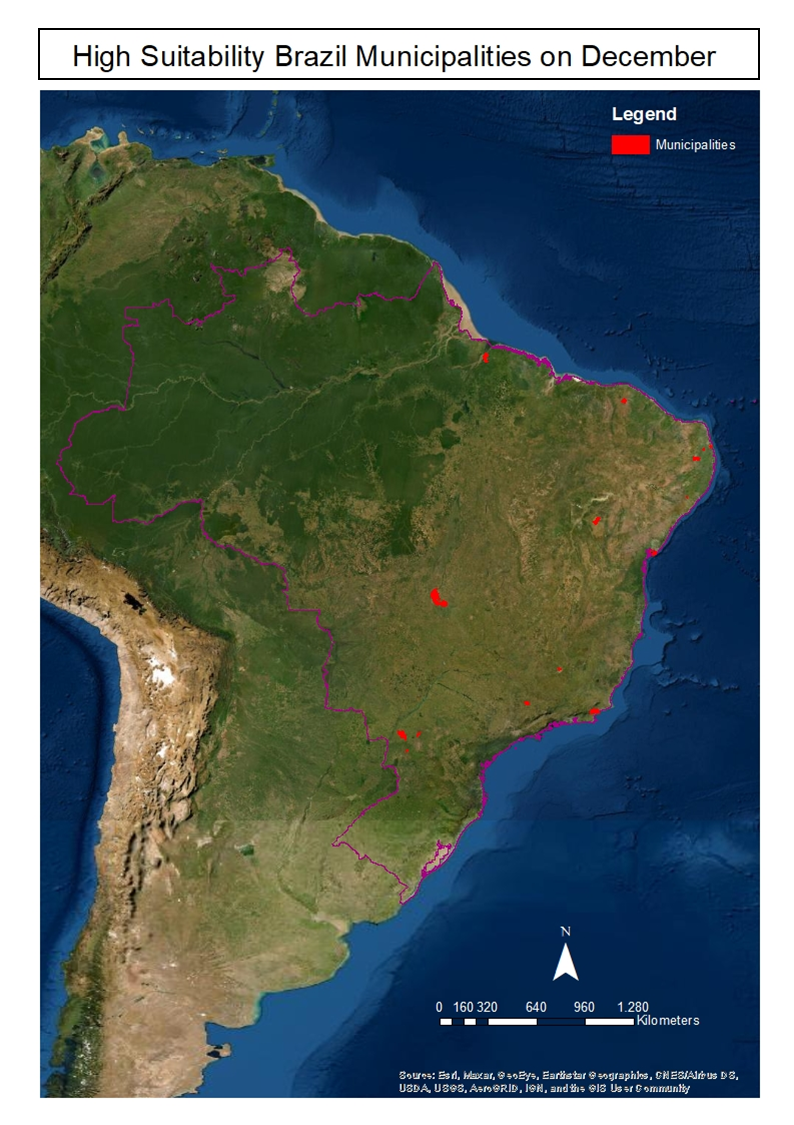 High Suitability Brazil Municipalities on December
Legend
Municipalities
N
0 160 320 640 960 1.280
Kilometers
Source: Esri, Maxar, GeoEye, Earthstar Geographics, CNES/Airbus DS,
USDA, USGS, AeroGRID, IGN, and the GIS User Community